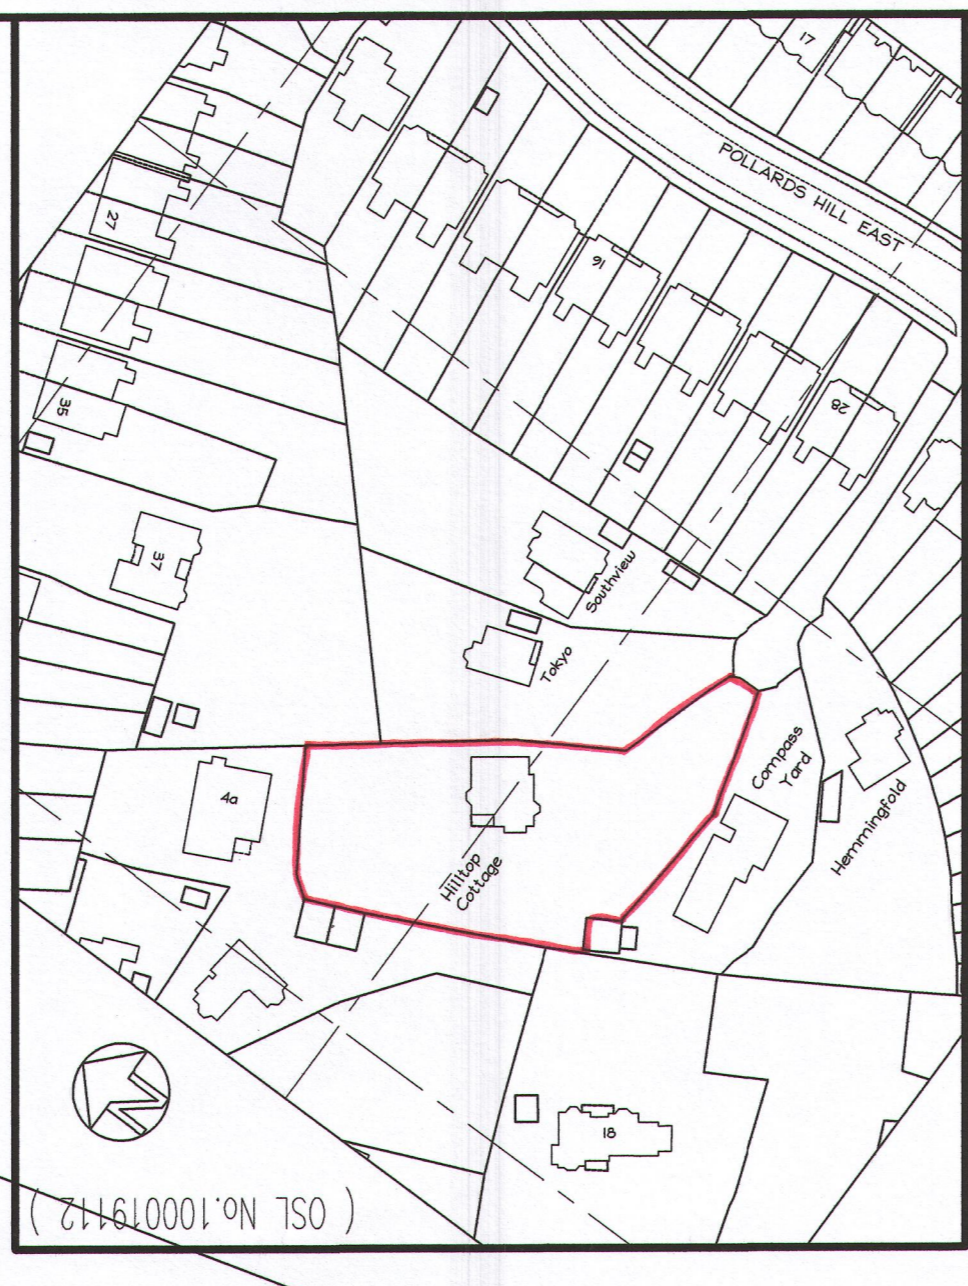 17
POLLARDS HILL EAST
27
16
35
28
37
Southview
Tokyo
Compass
Yard
4a
Hemmingfold
Hilltop
Cottage
18
( OSL No.100019112 )